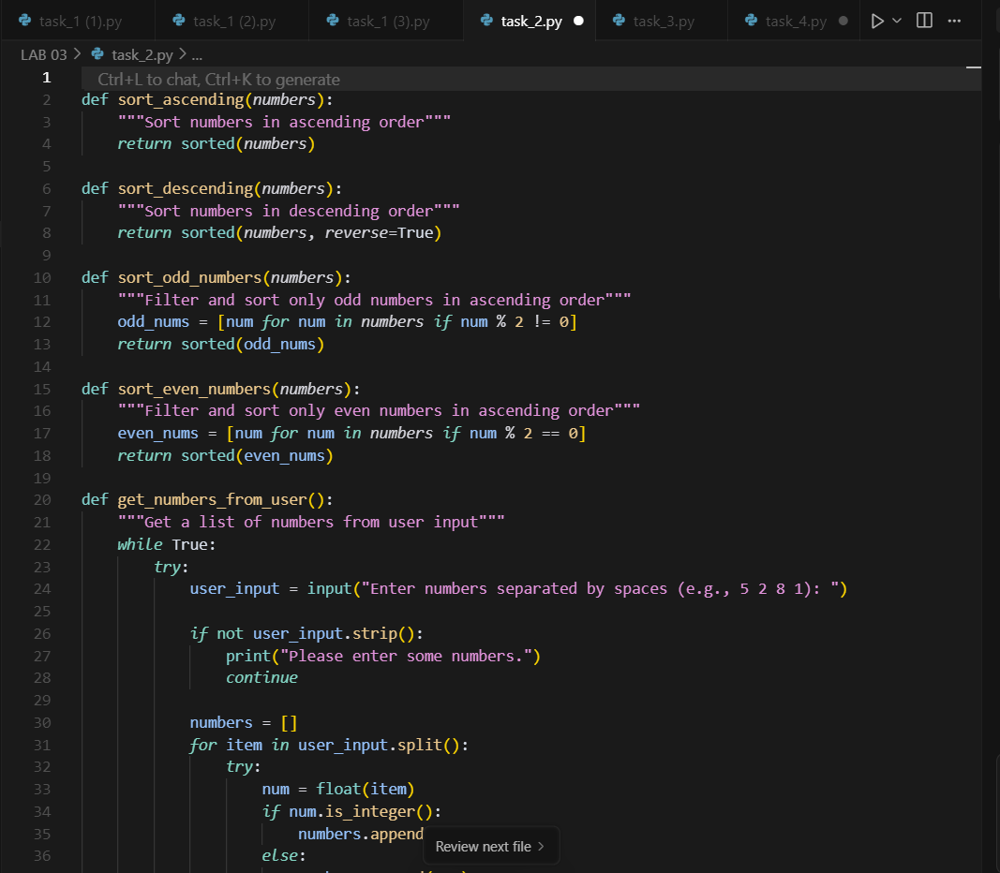 task_1 (1).py task_1 (2).py task_1 (3).py task_2.py task_3.py task_4.py
LAB 03 > task_2.py > ...
1 Ctrl+L to chat, Ctrl+K to generate
2 def sort_ascending(numbers):
3     """Sort numbers in ascending order"""
4     return sorted(numbers)
5
6 def sort_descending(numbers):
7     """Sort numbers in descending order"""
8     return sorted(numbers, reverse=True)
9
10 def sort_odd_numbers(numbers):
11     """Filter and sort only odd numbers in ascending order"""
12     odd_nums = [num for num in numbers if num % 2 != 0]
13     return sorted(odd_nums)
14
15 def sort_even_numbers(numbers):
16     """Filter and sort only even numbers in ascending order"""
17     even_nums = [num for num in numbers if num % 2 == 0]
18     return sorted(even_nums)
19
20 def get_numbers_from_user():
21     """Get a list of numbers from user input"""
22     while True:
23         try:
24             user_input = input("Enter numbers separated by spaces (e.g., 5 2 8 1): ")
25
26             if not user_input.strip():
27                 print("Please enter some numbers.")
28                 continue
29
30             numbers = []
31             for item in user_input.split():
32                 try:
33                     num = float(item)
34                     if num.is_integer():
35                         numbers.append
Review next file >
36                     else: